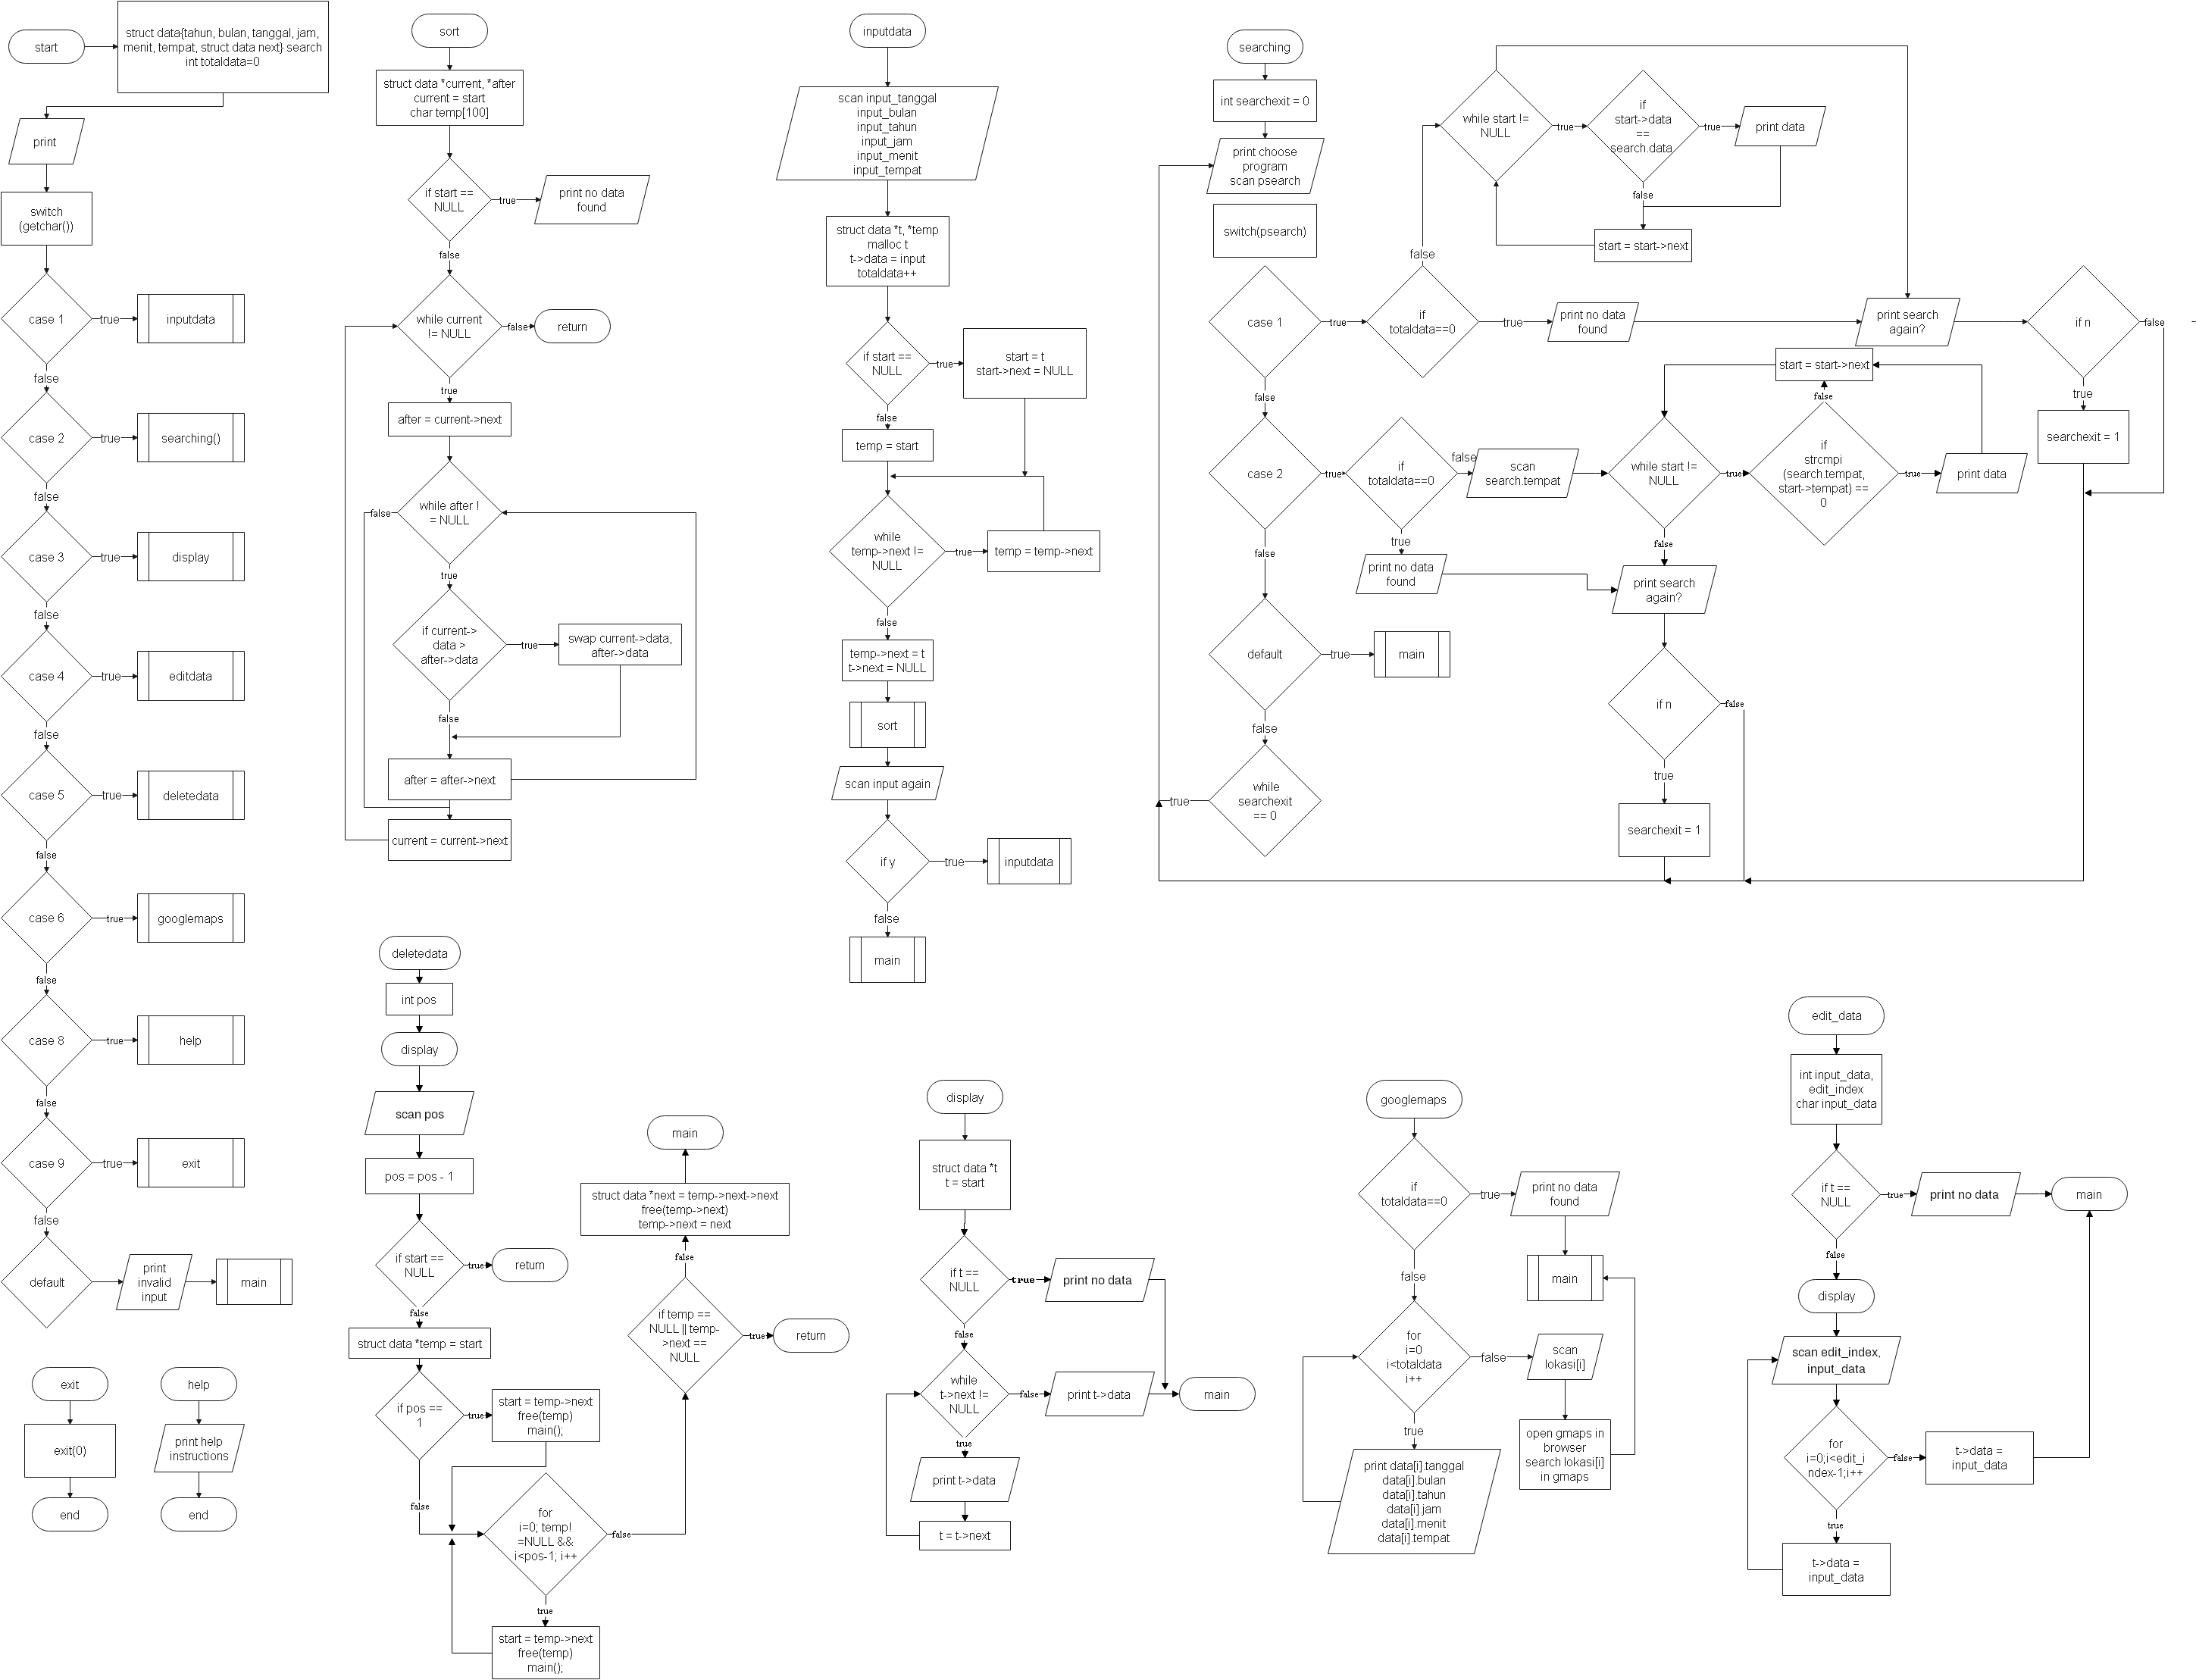 start
struct data{tahun, bulan, tanggal, jam,
menit, tempat, struct data next} search
int totaldata=0
print
switch
(getchar())
case 1
true
inputdata
false
case 2
true
searching()
false
case 3
true
display
false
case 4
true
editdata
false
case 5
true
deletedata
false
case 6
true
googlemaps
false
case 8
true
help
false
case 9
true
exit
false
default
print
invalid
input
main
exit
exit(0)
end
help
print help
instructions
end
sort
struct data *current, *after
current = start
char temp[100]
if start ==
NULL
true
print no data
found
false
while current
!= NULL
false
return
true
after = current->next
while after !
= NULL
false
true
if current->
data >
after->data
true
swap current->data,
after->data
false
after = after->next
current = current->next
inputdata
scan input_tanggal
input_bulan
input_tahun
input_jam
input_menit
input_tempat
struct data *t, *temp
malloc t
t->data = input
totaldata++
if start ==
NULL
true
start = t
start->next = NULL
false
temp = start
while
temp->next !=
NULL
true
temp = temp->next
false
temp->next = t
t->next = NULL
sort
scan input again
if y
true
inputdata
false
main
searching
int searchexit = 0
print choose
program
scan psearch
switch(psearch)
case 1
true
if
totaldata==0
false
while start !=
NULL
true
if
start->data
==
search.data
true
print data
false
start = start->next
true
print no data
found
print search
again?
if n
false
-
true
searchexit = 1
false
case 2
true
if
totaldata==0
false
scan
search.tempat
while start !=
NULL
true
if
strcmpi
(search.tempat,
start->tempat) ==
0
true
print data
false
start = start->next
true
print no data
found
false
print search
again?
if n
false
true
searchexit = 1
false
default
true
main
false
while
searchexit
== 0
true
deletedata
int pos
display
scan pos
pos = pos - 1
if start ==
NULL
true
return
false
struct data *temp = start
if pos ==
1
true
start = temp->next
free(temp)
main();
false
for
i=0; temp!
=NULL &&
i<pos-1; i++
false
true
start = temp->next
free(temp)
main();
main
struct data *next = temp->next->next
free(temp->next)
temp->next = next
false
if temp ==
NULL || temp-
>next ==
NULL
true
return
display
struct data *t
t = start
if t ==
NULL
true
print no data
false
while
t->next !=
NULL
false
print t->data
main
true
print t->data
t = t->next
googlemaps
if
totaldata==0
true
print no data
found
main
false
for
i=0
i<totaldata
i++
false
scan
lokasi[i]
open gmaps in
browser
search lokasi[i]
in gmaps
true
print data[i].tanggal
data[i].bulan
data[i].tahun
data[i].jam
data[i].menit
data[i].tempat
edit_data
int input_data,
edit_index
char input_data
if t ==
NULL
true
print no data
main
false
display
scan edit_index,
input_data
for
i=0;i<edit_i
ndex-1;i++
false
t->data =
input_data
true
t->data =
input_data